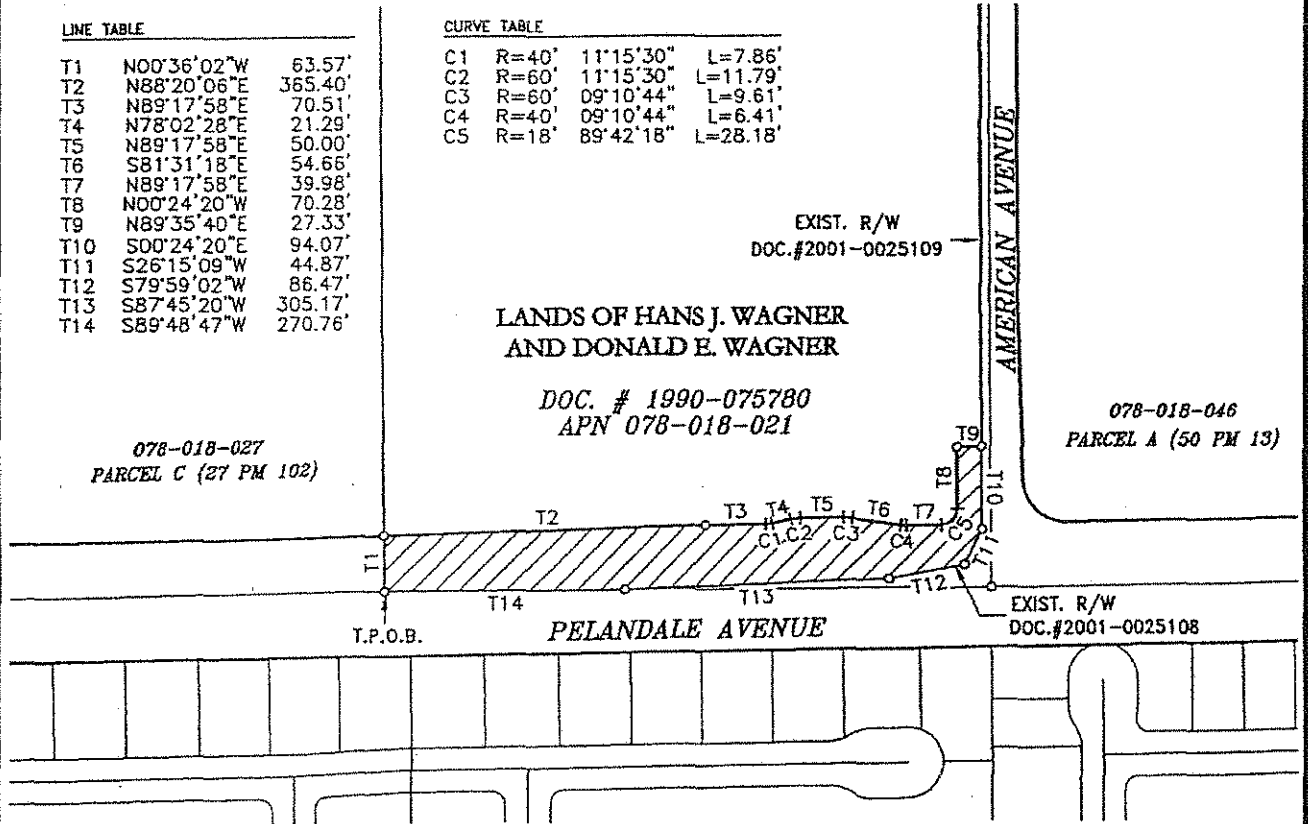 LINE TABLE
T1 N00°36'02"W 63.57'
T2 N88°20'06"E 365.40'
T3 N89°17'58"E 70.51'
T4 N78°02'28"E 21.29'
T5 N89°17'58"E 50.00'
T6 S81°31'18"E 54.66'
T7 N89°17'58"E 39.98'
T8 N00°24'20"W 70.28'
T9 N89°35'40"E 27.33'
T10 S00°24'20"E 94.07'
T11 S26°15'09"W 44.87'
T12 S79°59'02"W 86.47'
T13 S87°45'20"W 305.17'
T14 S89°48'47"W 270.76'
CURVE TABLE
C1 R=40' 11°15'30" L=7.86'
C2 R=60' 11°15'30" L=11.79'
C3 R=60' 09°10'44" L=9.61'
C4 R=40' 09°10'44" L=6.41'
C5 R=18' 89°42'18" L=28.18'
EXIST. R/W
DOC.#2001-0025109
AMERICAN AVENUE
LANDS OF HANS J. WAGNER
AND DONALD E. WAGNER
DOC. # 1990-075780
APN 078-018-021
078-018-027
PARCEL C (27 PM 102)
078-018-046
PARCEL A (50 PM 13)
T9
T8
T10
T1
T2
T3
T4
T5
T6
T7
C1
C2
C3
C4
C5
T11
T12
T13
T14
T.P.O.B.
PELANDALE AVENUE
EXIST. R/W
DOC.#2001-0025108